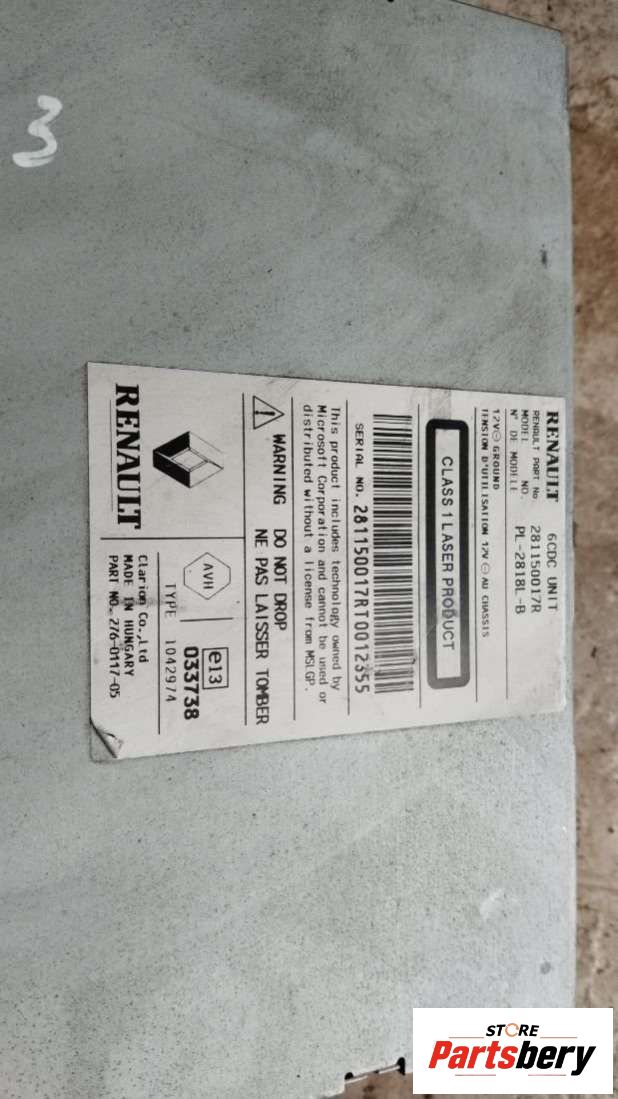 3
RENAULT 6CDC UNIT
RENAULT PART No 281150017R
MODEL NO. PL-2818L-B
N° DE MODELE
12V⊖ GROUND
TENSION D'UTILISATION 12V ⊖ AU CHASSIS
CLASS 1 LASER PRODUCT
SERIAL NO. 281150017RT0012355
This product includes technology owned by
Microsoft Corporation and cannot be used or
distributed without a license from MSLGP.
WARNING DO NOT DROP
NE PAS LAISSER TOMBER
AVH
e13
033738
TYPE 1042974
RENAULT
Clarion Co.,Ltd
MADE IN HUNGARY
PART NO. 276-0117-05
STORE
Partsbery